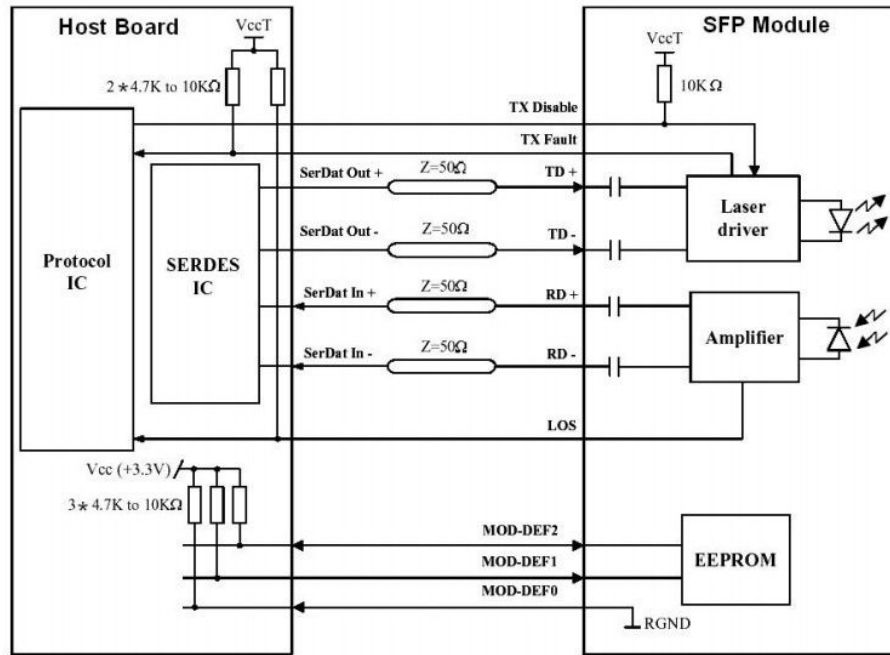 Host Board
SFP Module
VccT
VccT
2*4.7K to 10KΩ
10K Ω
TX Disable
TX Fault
SerDat Out +
Z=50Ω
TD +
Laser
driver
SerDat Out -
Z=50Ω
TD -
Protocol
IC
SERDES
IC
SerDat In +
Z=50Ω
RD +
Amplifier
SerDat In -
Z=50Ω
RD -
LOS
Vcc (+3.3V)
3* 4.7K to 10KΩ
MOD-DEF2
MOD-DEF1
EEPROM
MOD-DEF0
RGND